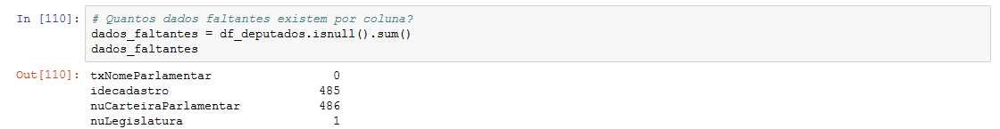 In [110]: # Quantos dados faltantes existem por coluna?
dados_faltantes = df_deputados.isnull().sum()
dados_faltantes
Out[110]: txNomeParlamentar 0
idecadastro 485
nuCarteiraParlamentar 486
nuLegislatura 1